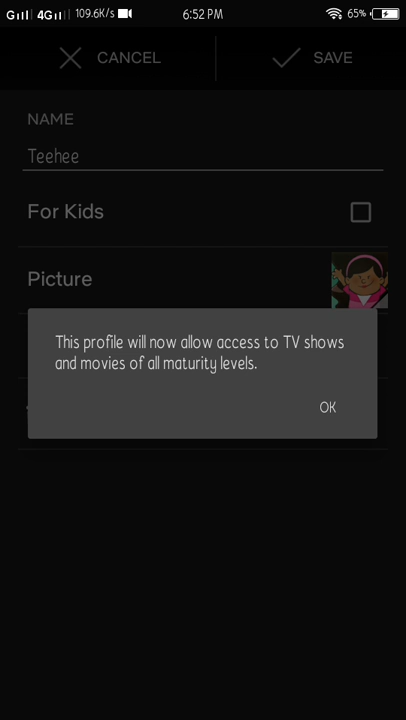 G 4G 109.6K/s 6:52 PM 65%
CANCEL SAVE
NAME
Teehee
For Kids
Picture
This profile will now allow access to TV shows
and movies of all maturity levels.
OK